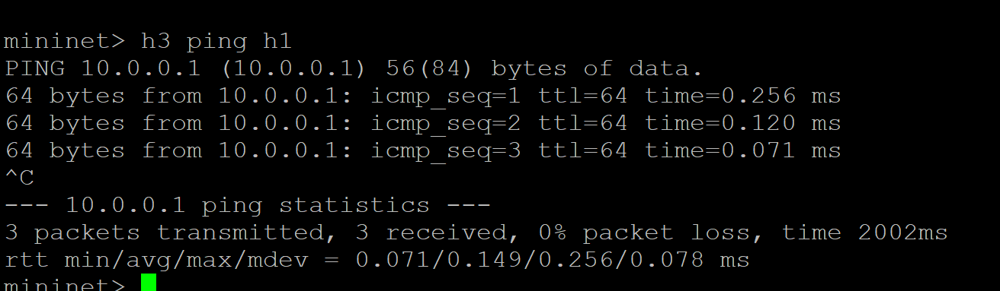 mininet> h3 ping h1
PING 10.0.0.1 (10.0.0.1) 56(84) bytes of data.
64 bytes from 10.0.0.1: icmp_seq=1 ttl=64 time=0.256 ms
64 bytes from 10.0.0.1: icmp_seq=2 ttl=64 time=0.120 ms
64 bytes from 10.0.0.1: icmp_seq=3 ttl=64 time=0.071 ms
^C
--- 10.0.0.1 ping statistics ---
3 packets transmitted, 3 received, 0% packet loss, time 2002ms
rtt min/avg/max/mdev = 0.071/0.149/0.256/0.078 ms
mininet>